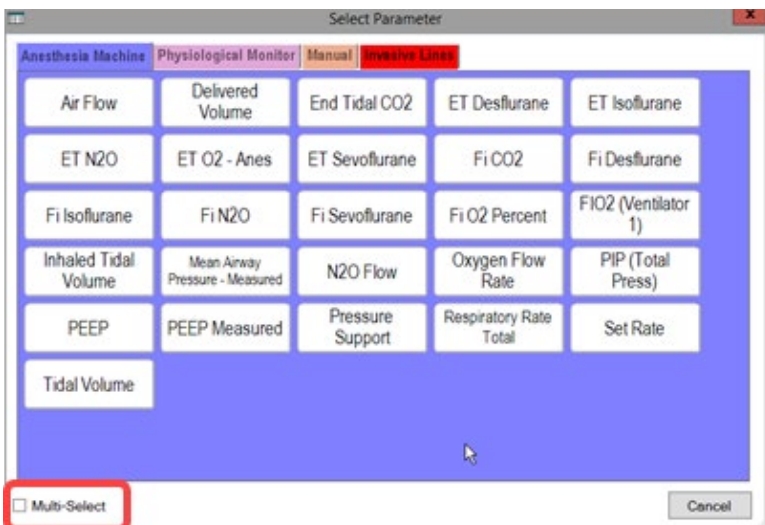 Select Parameter
x
Anesthesia Machine Physiological Monitor Manual Invasive Lines
Air Flow
Delivered
Volume
End Tidal CO2
ET Desflurane
ET Isoflurane
ET N2O
ET O2 - Anes
ET Sevoflurane
Fi CO2
Fi Desflurane
Fi Isoflurane
Fi N2O
Fi Sevoflurane
Fi O2 Percent
FIO2 (Ventilator
1)
Inhaled Tidal
Volume
Mean Airway
Pressure - Measured
N2O Flow
Oxygen Flow
Rate
PIP (Total
Press)
PEEP
PEEP Measured
Pressure
Support
Respiratory Rate
Total
Set Rate
Tidal Volume
Multi-Select
Cancel